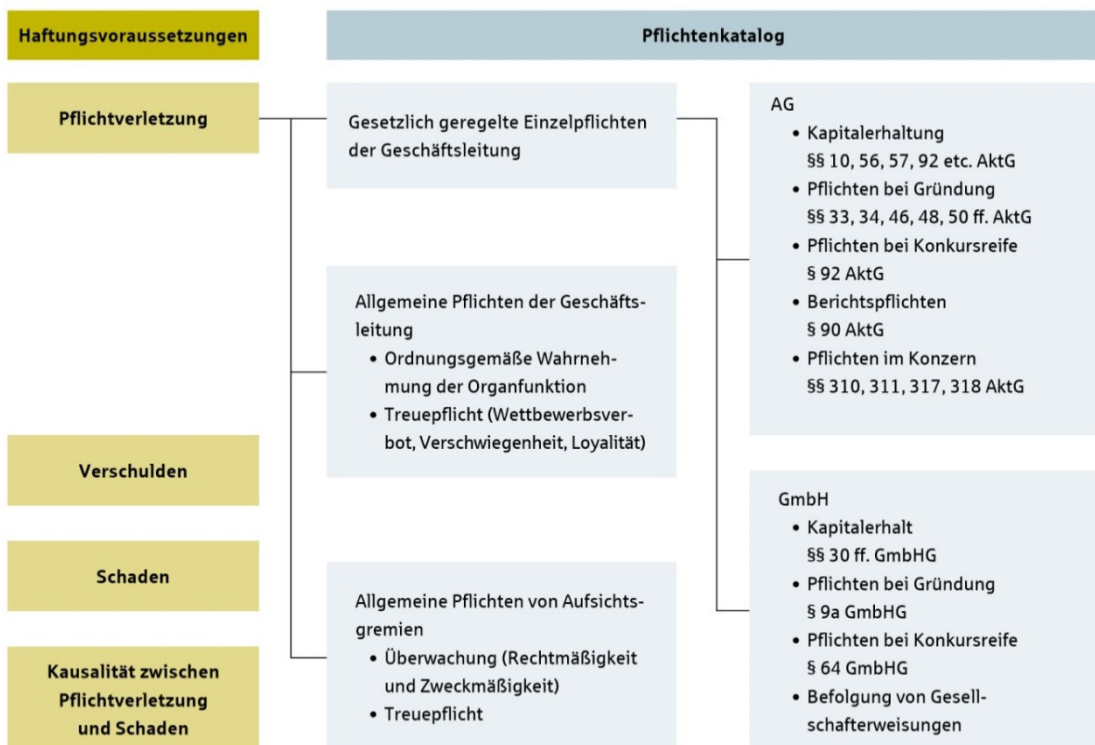 Haftungsvoraussetzungen
Pflichtenkatalog
Pflichtverletzung
Gesetzlich geregelte Einzelpflichten
der Geschäftsleitung
AG
• Kapitalerhaltung
§§ 10, 56, 57, 92 etc. AktG
• Pflichten bei Gründung
§§ 33, 34, 46, 48, 50 ff. AktG
• Pflichten bei Konkursreife
§ 92 AktG
• Berichtspflichten
§ 90 AktG
• Pflichten im Konzern
§§ 310, 311, 317, 318 AktG
Allgemeine Pflichten der Geschäfts-
leitung
• Ordnungsgemäße Wahrneh-
mung der Organfunktion
• Treuepflicht (Wettbewerbsver-
bot, Verschwiegenheit, Loyalität)
Verschulden
Schaden
Kausalität zwischen
Pflichtverletzung
und Schaden
Allgemeine Pflichten von Aufsichts-
gremien
• Überwachung (Rechtmäßigkeit
und Zweckmäßigkeit)
• Treuepflicht
GmbH
• Kapitalerhalt
§§ 30 ff. GmbHG
• Pflichten bei Gründung
§ 9a GmbHG
• Pflichten bei Konkursreife
§ 64 GmbHG
• Befolgung von Gesell-
schafterweisungen